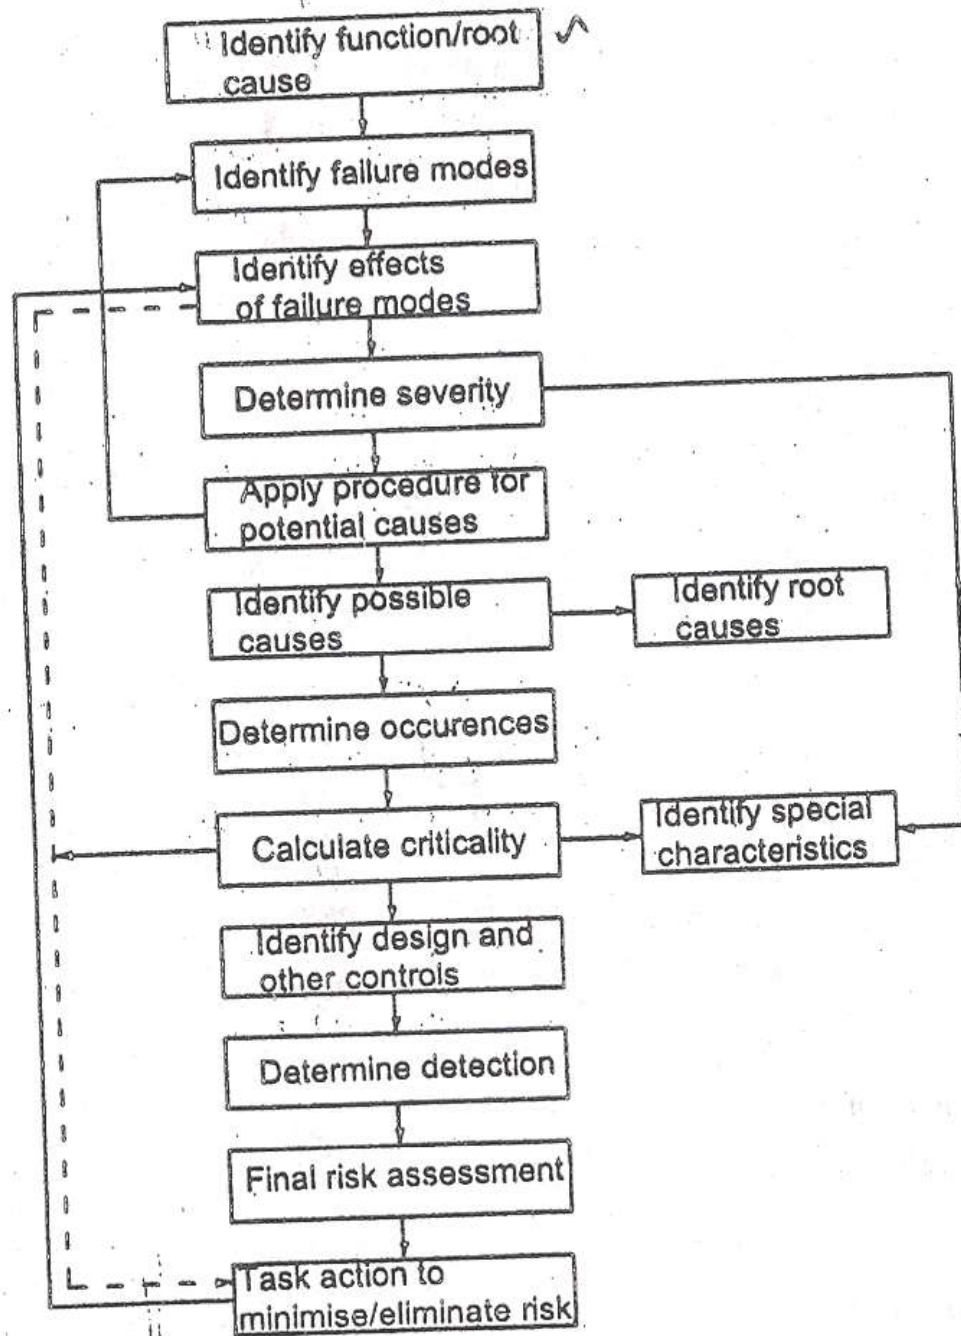 Identify function/root
cause
Identify failure modes
Identify effects
of failure modes
Determine severity
Apply procedure for
potential causes
Identify possible
causes
Identify root
causes
Determine occurences
Calculate criticality
Identify special
characteristics
Identify design and
other controls
Determine detection
Final risk assessment
Task action to
minimise/eliminate risk